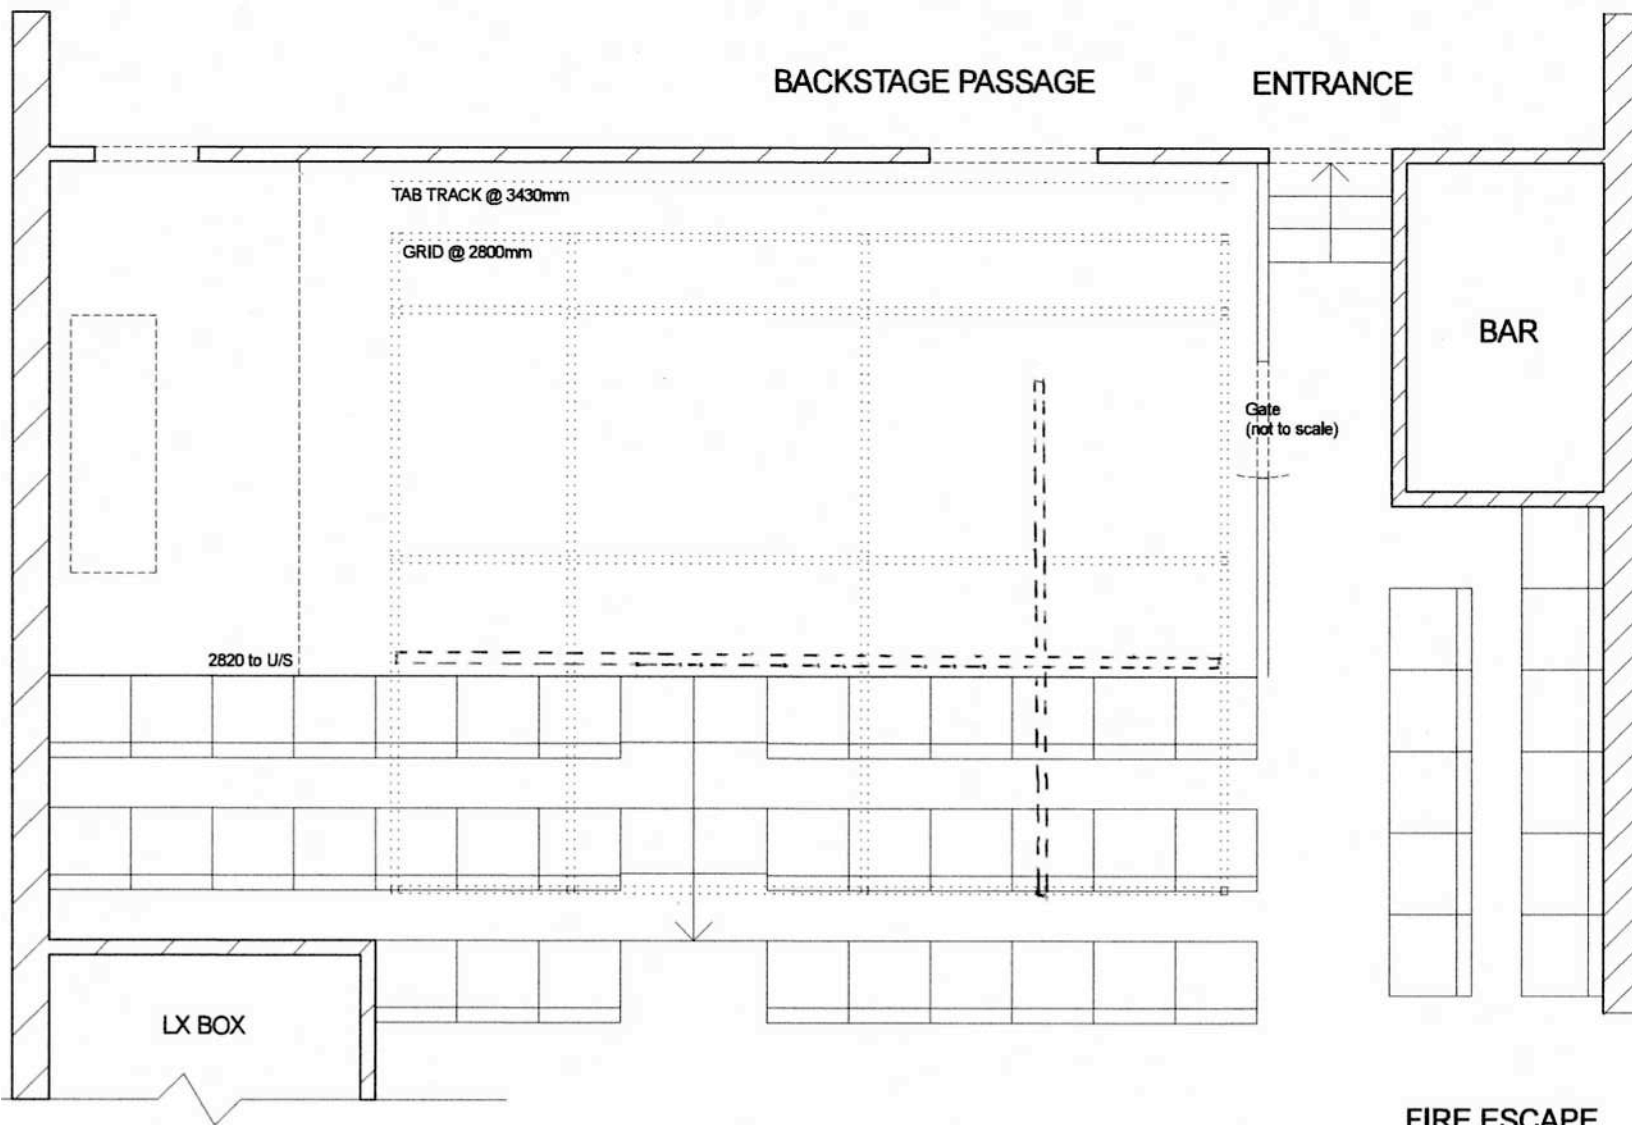 BACKSTAGE PASSAGE
ENTRANCE
TAB TRACK @ 3430mm
GRID @ 2800mm
BAR
Gate
(not to scale)
2820 to U/S
LX BOX
FIRE ESCAPE